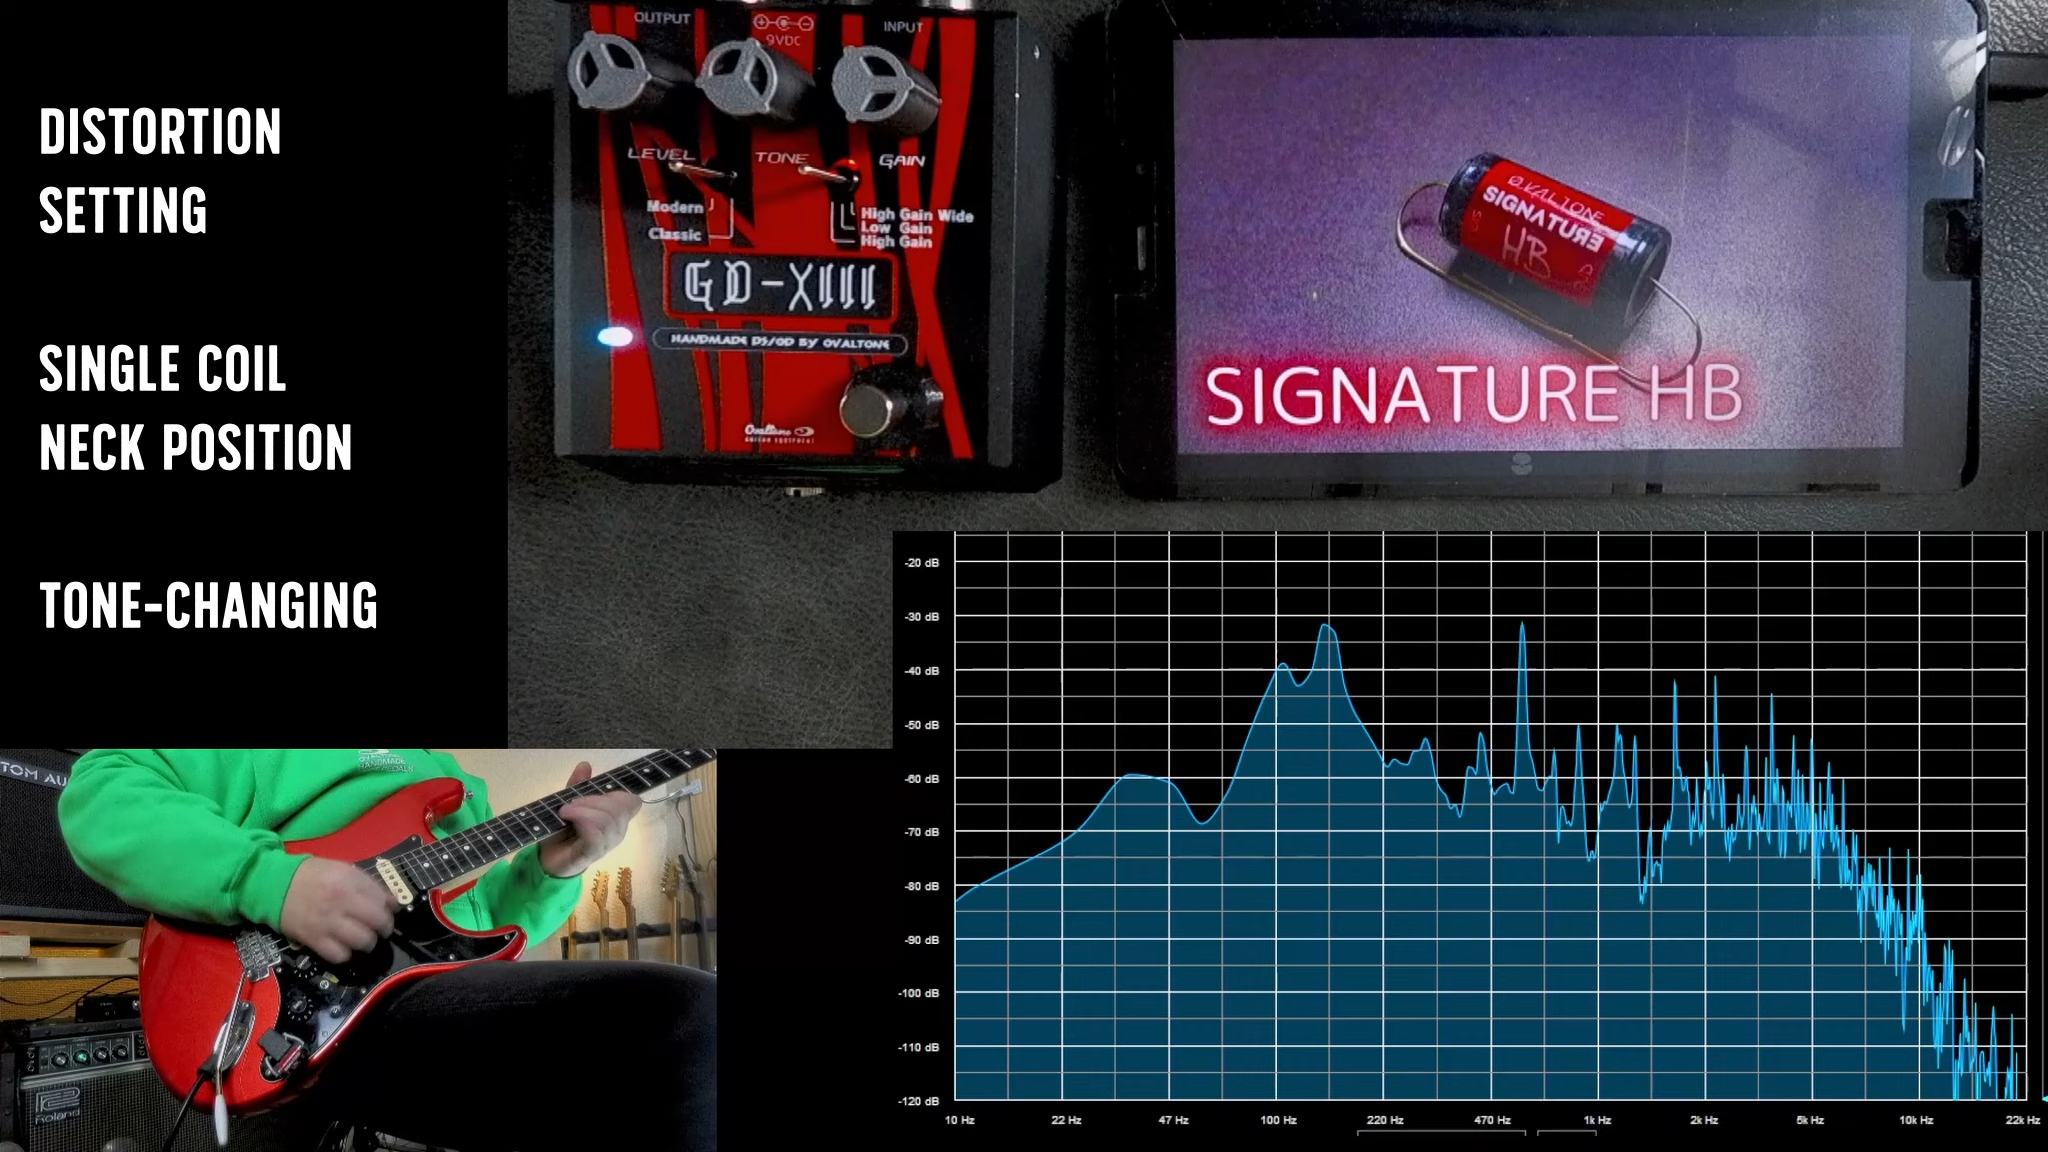 DISTORTION
SETTING
SINGLE COIL
NECK POSITION
TONE-CHANGING
OUTPUT
9VDC
INPUT
LEVEL
TONE
GAIN
Modern
Classic
High Gain Wide
Low Gain
High Gain
GD-XIII
HANDMADE DS/OD BY OVALTONE
Ovaltone
OVALTONE
SIGNATURE
HB
SIGNATURE HB
-20 dB
-30 dB
-40 dB
-50 dB
-60 dB
-70 dB
-80 dB
-90 dB
-100 dB
-110 dB
-120 dB
10 Hz
22 Hz
47 Hz
100 Hz
220 Hz
470 Hz
1k Hz
2k Hz
5k Hz
10k Hz
22k Hz
TOM AU
HANDMADE
Roland